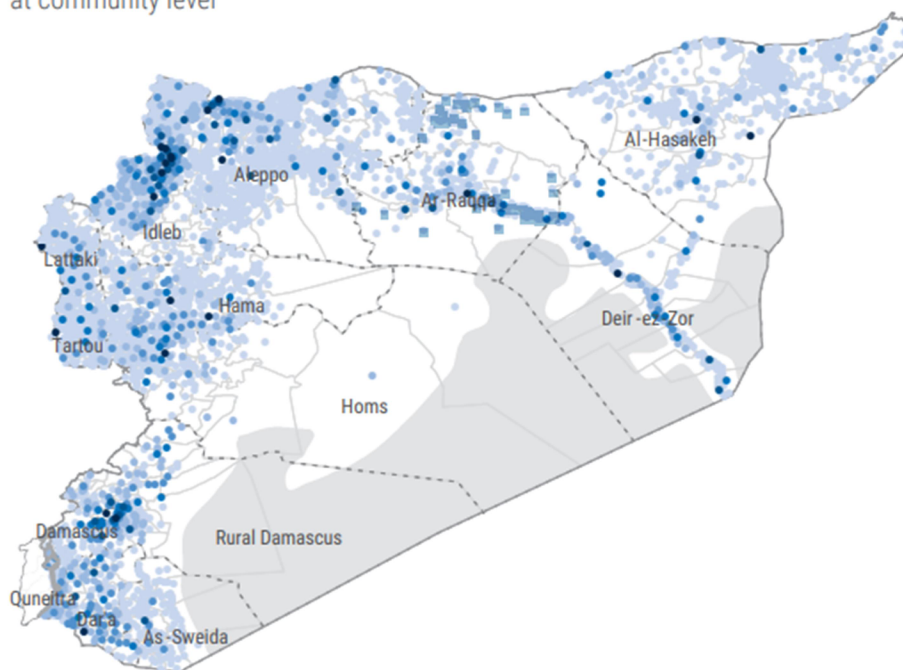 at community level
Al-Hasakeh
Aleppo
Ar-Raqqa
Idleb
Lattaki
Hama
Deir-ez-Zor
Tartou
Homs
Damascus
Rural Damascus
Quneitra
Dar'a
As-Sweida